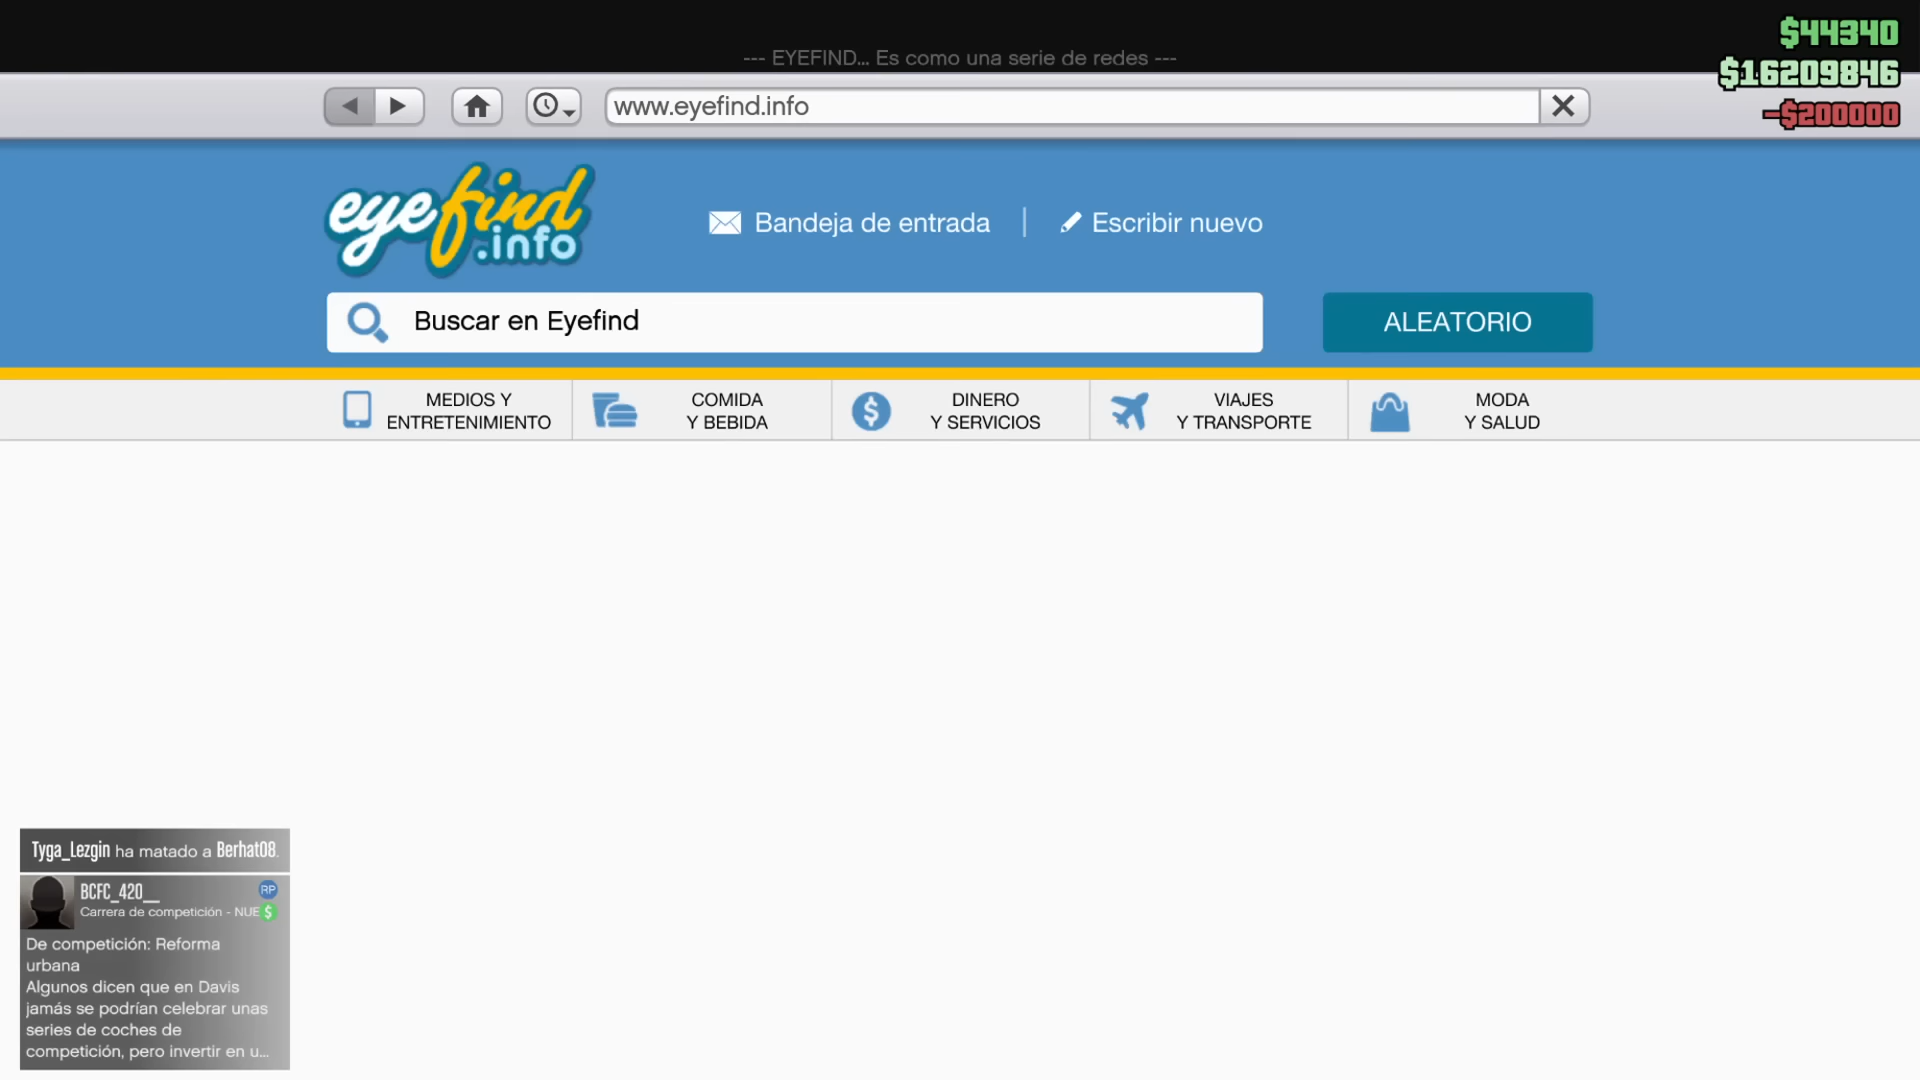 $44340
--- EYEFIND... Es como una serie de redes ---
$16209846
www.eyefind.info
-$200000
eyefind
.info
Bandeja de entrada
Escribir nuevo
Buscar en Eyefind
ALEATORIO
MEDIOS Y
ENTRETENIMIENTO
COMIDA
Y BEBIDA
DINERO
Y SERVICIOS
VIAJES
Y TRANSPORTE
MODA
Y SALUD
Tyga_Lezgin ha matado a Berhat08.
BCFC_420__
RP
Carrera de competición - NUE
$
De competición: Reforma
urbana
Algunos dicen que en Davis
jamás se podrían celebrar unas
series de coches de
competición, pero invertir en u...